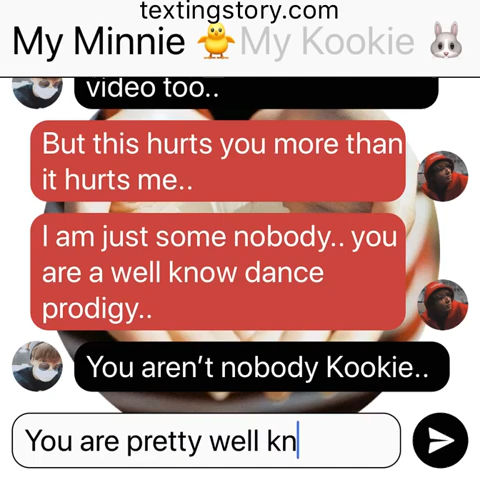 textingstory.com
My Minnie 🐥 My Kookie 🐰
video too..
But this hurts you more than
it hurts me..
I am just some nobody.. you
are a well know dance
prodigy..
You aren’t nobody Kookie..
You are pretty well kn